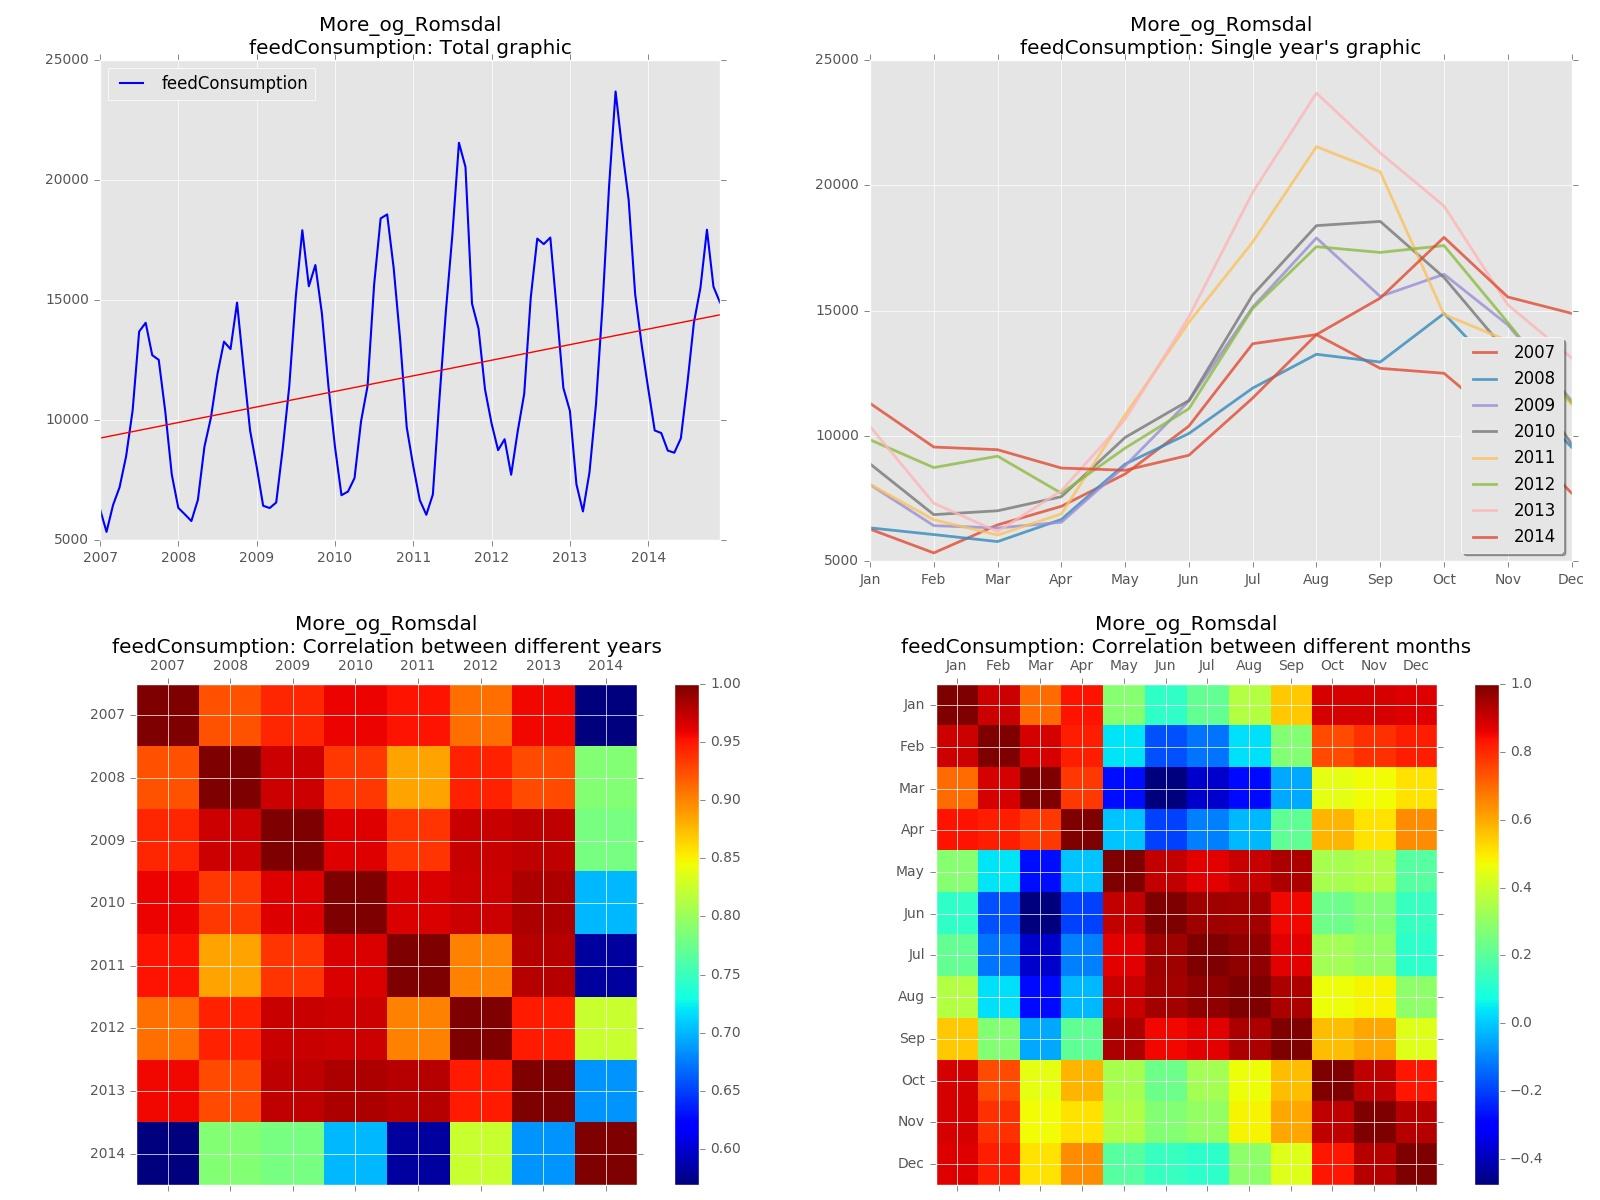 More_og_Romsdal
feedConsumption: Total graphic
25000
20000
15000
10000
5000
feedConsumption
2007 2008 2009 2010 2011 2012 2013 2014
More_og_Romsdal
feedConsumption: Single year's graphic
25000
20000
15000
10000
5000
2007
2008
2009
2010
2011
2012
2013
2014
Jan Feb Mar Apr May Jun Jul Aug Sep Oct Nov Dec
More_og_Romsdal
feedConsumption: Correlation between different years
2007 2008 2009 2010 2011 2012 2013 2014
2007
2008
2009
2010
2011
2012
2013
2014
1.00
0.95
0.90
0.85
0.80
0.75
0.70
0.65
0.60
More_og_Romsdal
feedConsumption: Correlation between different months
Jan Feb Mar Apr May Jun Jul Aug Sep Oct Nov Dec
Jan
Feb
Mar
Apr
May
Jun
Jul
Aug
Sep
Oct
Nov
Dec
1.0
0.8
0.6
0.4
0.2
0.0
−0.2
−0.4